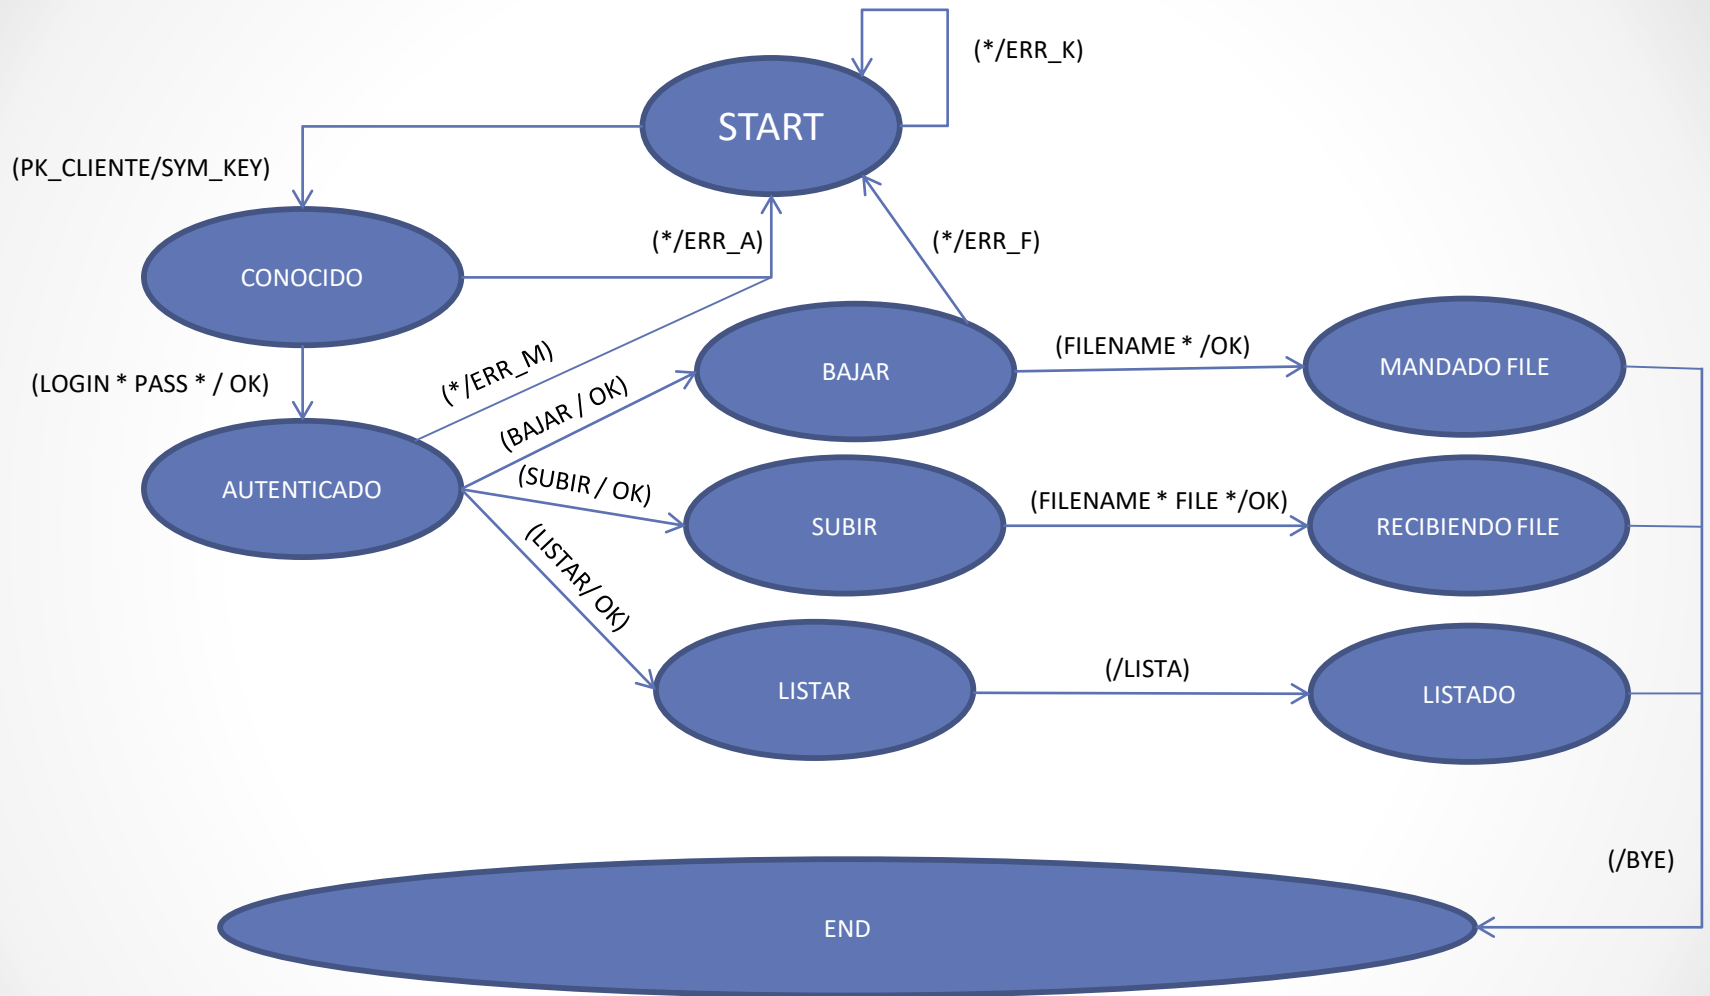 (*/ERR_K)
START
(PK_CLIENTE/SYM_KEY)
(*/ERR_A)
(*/ERR_F)
CONOCIDO
(LOGIN * PASS * / OK)
(*/ERR_M)
(BAJAR / OK)
BAJAR
(FILENAME * /OK)
MANDADO FILE
AUTENTICADO
(SUBIR / OK)
SUBIR
(FILENAME * FILE */OK)
RECIBIENDO FILE
(LISTAR/ OK)
LISTAR
(/LISTA)
LISTADO
(/BYE)
END